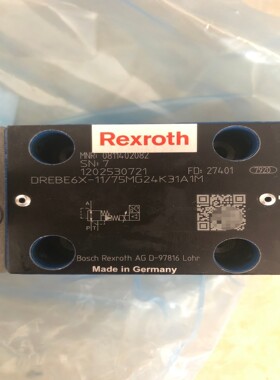 Rexroth
MNR: 0811402082
SN: 7
1202530721 FD: 27401 7920
DREBE6X-11/75MG24K31A1M
A
P T
Bosch Rexroth AG D-97816 Lohr
Made in Germany